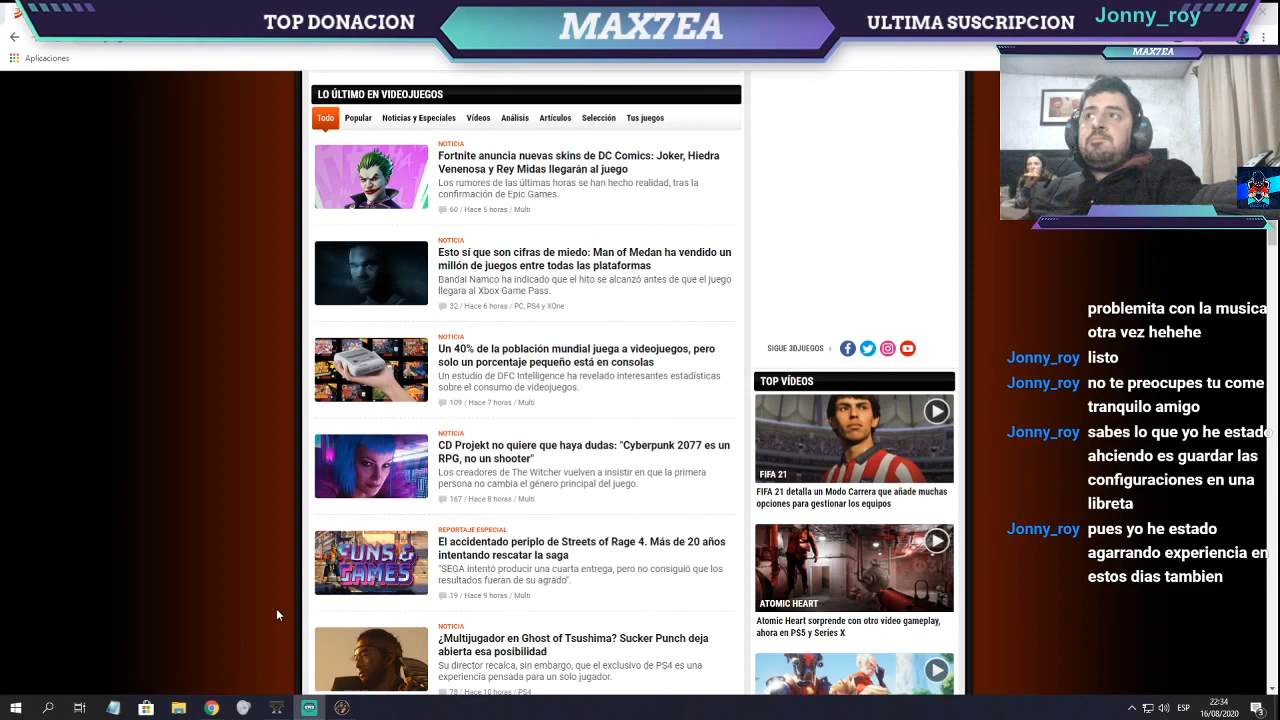 TOP DONACION
MAX7EA
ULTIMA SUSCRIPCION
Jonny_roy
Aplicaciones
MAX7EA
LO ÚLTIMO EN VIDEOJUEGOS
Todo Popular Noticias y Especiales Vídeos Análisis Artículos Selección Tus juegos
NOTICIA
Fortnite anuncia nuevas skins de DC Comics: Joker, Hiedra
Venenosa y Rey Midas llegarán al juego
Los rumores de las últimas horas se han hecho realidad, tras la
confirmación de Epic Games.
60 / Hace 5 horas / Multi
NOTICIA
Esto sí que son cifras de miedo: Man of Medan ha vendido un
millón de juegos entre todas las plataformas
Bandai Namco ha indicado que el hito se alcanzó antes de que el juego
llegara al Xbox Game Pass.
32 / Hace 6 horas / PC, PS4 y XOne
NOTICIA
Un 40% de la población mundial juega a videojuegos, pero
solo un porcentaje pequeño está en consolas
Un estudio de DFC Intelligence ha revelado interesantes estadísticas
sobre el consumo de videojuegos.
109 / Hace 7 horas / Multi
NOTICIA
CD Projekt no quiere que haya dudas: "Cyberpunk 2077 es un
RPG, no un shooter"
Los creadores de The Witcher vuelven a insistir en que la primera
persona no cambia el género principal del juego.
167 / Hace 8 horas / Multi
REPORTAJE ESPECIAL
El accidentado periplo de Streets of Rage 4. Más de 20 años
intentando rescatar la saga
"SEGA intentó producir una cuarta entrega, pero no consiguió que los
resultados fueran de su agrado".
19 / Hace 9 horas / Multi
SUNS &
GAMES
NOTICIA
¿Multijugador en Ghost of Tsushima? Sucker Punch deja
abierta esa posibilidad
Su director recalca, sin embargo, que el exclusivo de PS4 es una
experiencia pensada para un solo jugador.
78 / Hace 10 horas / PS4
SIGUE 3DJUEGOS
TOP VÍDEOS
FIFA 21
FIFA 21 detalla un Modo Carrera que añade muchas
opciones para gestionar los equipos
ATOMIC HEART
Atomic Heart sorprende con otro vídeo gameplay,
ahora en PS5 y Series X
problemita con la musica
otra vez hehehe
Jonny_roy listo
Jonny_roy no te preocupes tu come
tranquilo amigo
Jonny_roy sabes lo que yo he estado
ahciendo es guardar las
configuraciones en una
libreta
Jonny_roy pues yo he estado
agarrando experiencia en
estos dias tambien
ESP
22:34
16/08/2020
3